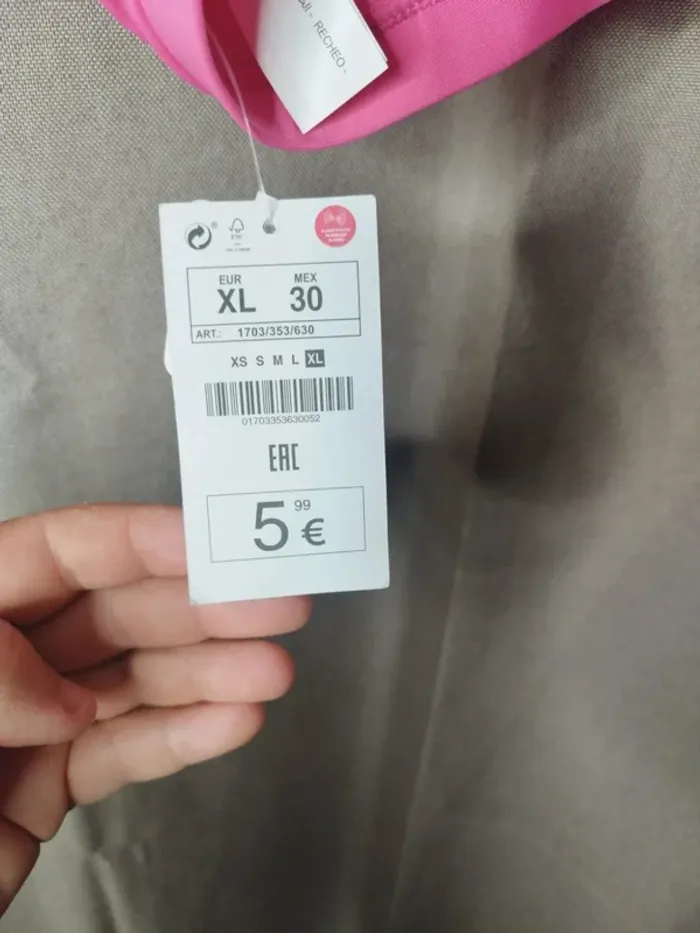 - RECHEO -
EUR MEX
XL 30
ART.: 1703/353/630
XS S M L XL
01703353630052
EAC
5 99 €